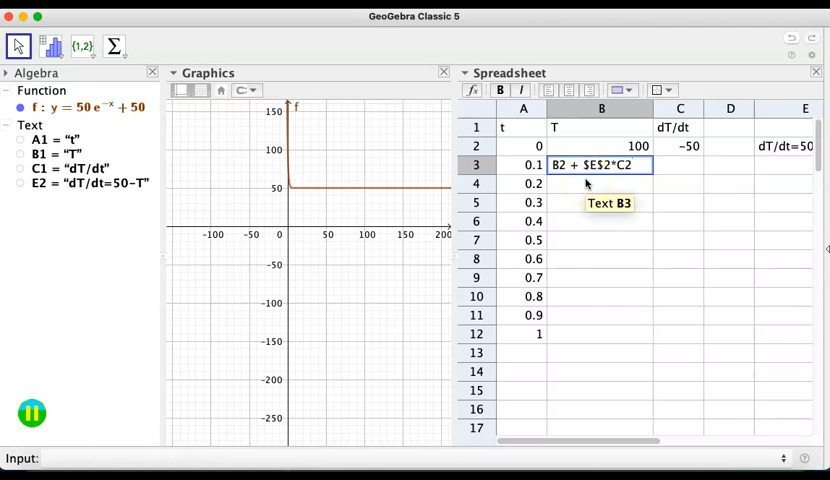 GeoGebra Classic 5
{1,2}
Σ
Algebra
Graphics
Spreadsheet
Function
f : y = 50 e⁻ˣ + 50
Text
A1 = “t”
B1 = “T”
C1 = “dT/dt”
E2 = “dT/dt=50-T”
f
150
100
50
0
-50
-100
-150
-200
-250
-100 -50 50 100 150 200
fx B I
A B C D E
1 t T dT/dt
2 0 100 -50 dT/dt=50
3 0.1 B2 + $E$2*C2
4 0.2
Text B3
5 0.3
6 0.4
7 0.5
8 0.6
9 0.7
10 0.8
11 0.9
12 1
13
14
15
16
17
Input: